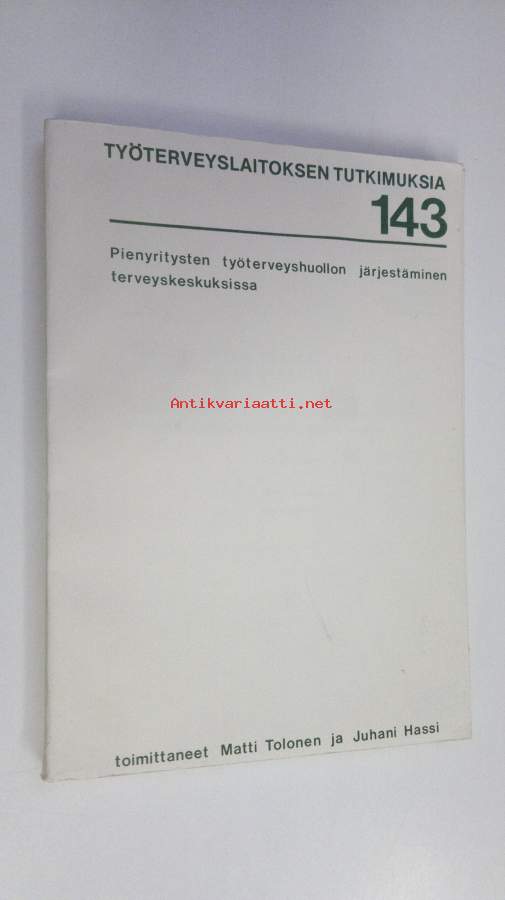 TYÖTERVEYSLAITOKSEN TUTKIMUKSIA
143
Pienyritysten työterveyshuollon järjestäminen
terveyskeskuksissa
Antikvariaatti.net
toimittaneet Matti Tolonen ja Juhani Hassi